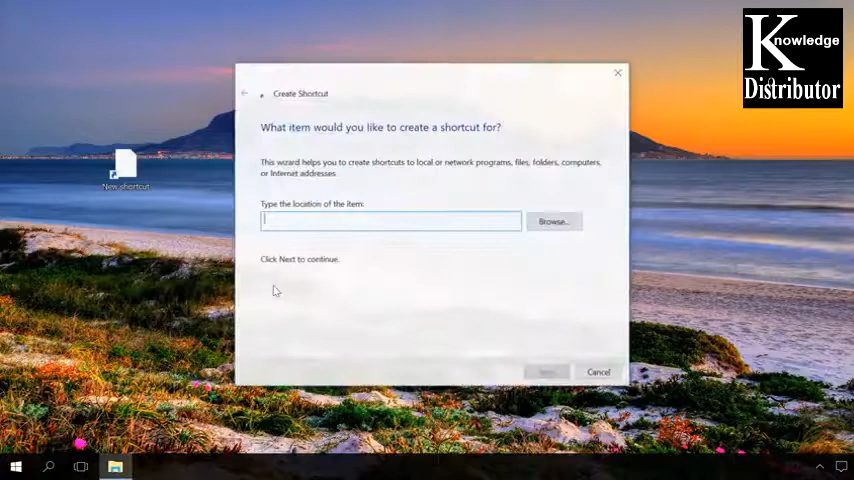 Knowledge
Distributor
Create Shortcut
What item would you like to create a shortcut for?
This wizard helps you to create shortcuts to local or network programs, files, folders, computers,
or Internet addresses.
New shortcut
Type the location of the item:
Browse...
Click Next to continue.
Next
Cancel